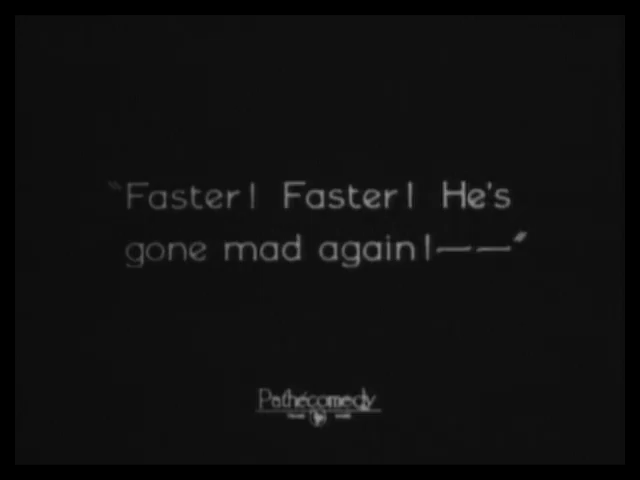 "Faster! Faster! He's
gone mad again!——"
Pathécomedy